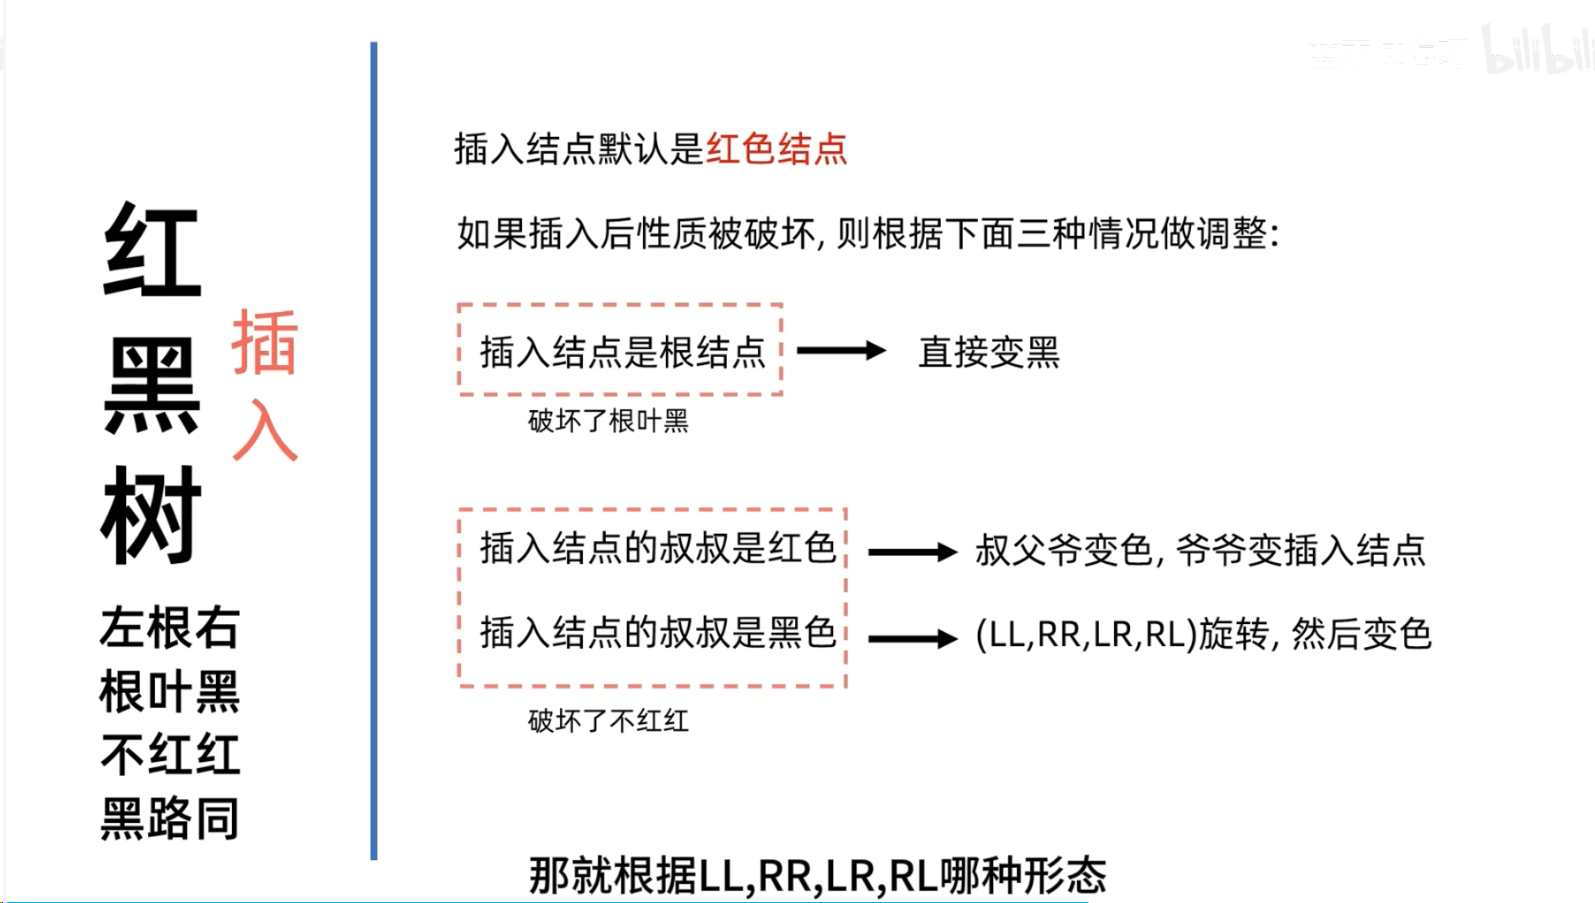 bilibili
插入结点默认是红色结点
如果插入后性质被破坏, 则根据下面三种情况做调整:
红黑树
插入
左根右
根叶黑
不红红
黑路同
插入结点是根结点
直接变黑
破坏了根叶黑
插入结点的叔叔是红色
叔父爷变色, 爷爷变插入结点
插入结点的叔叔是黑色
(LL,RR,LR,RL)旋转, 然后变色
破坏了不红红
那就根据LL,RR,LR,RL哪种形态